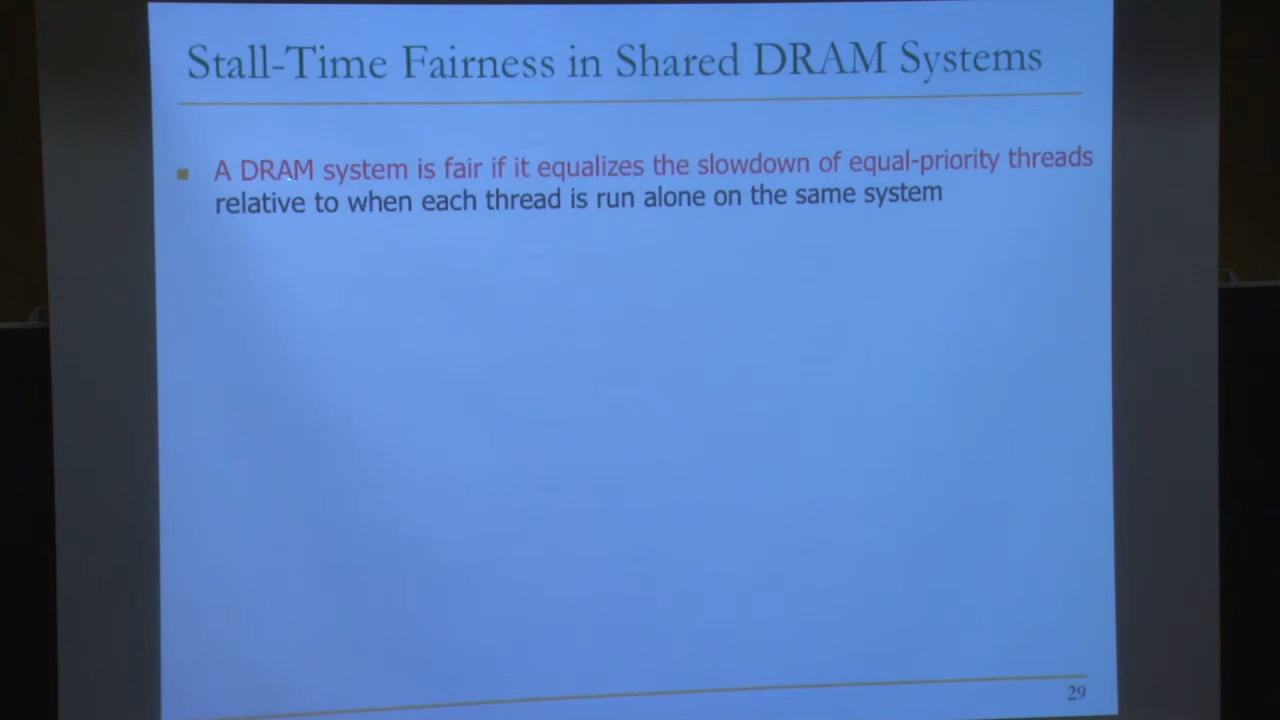 Stall-Time Fairness in Shared DRAM Systems
A DRAM system is fair if it equalizes the slowdown of equal-priority threads
relative to when each thread is run alone on the same system
29